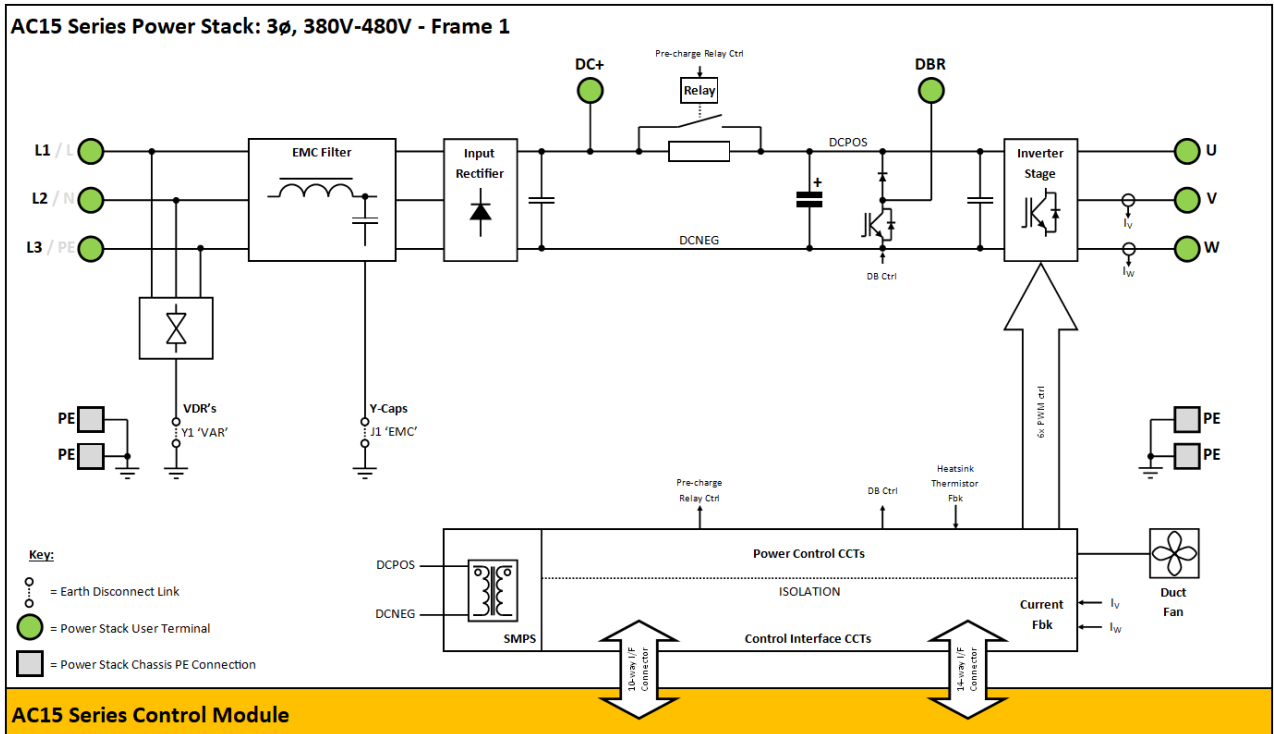 AC15 Series Power Stack: 3ø, 380V-480V - Frame 1
Pre-charge Relay Ctrl
DC+
DBR
Relay
L1 / L
EMC Filter
Input
Rectifier
DCPOS
Inverter
Stage
U
L2 / N
+
V
IV
L3 / PE
DCNEG
W
IW
DB Ctrl
6x PWM ctrl
VDR's
Y1 'VAR'
Y-Caps
J1 'EMC'
PE
PE
PE
PE
Pre-charge
Relay Ctrl
DB Ctrl
Heatsink
Thermistor
Fbk
Key:
= Earth Disconnect Link
= Power Stack User Terminal
= Power Stack Chassis PE Connection
DCPOS
DCNEG
SMPS
Power Control CCTs
ISOLATION
Control Interface CCTs
Current
Fbk
IV
IW
Duct
Fan
10-way I/F
Connector
14-way I/F
Connector
AC15 Series Control Module